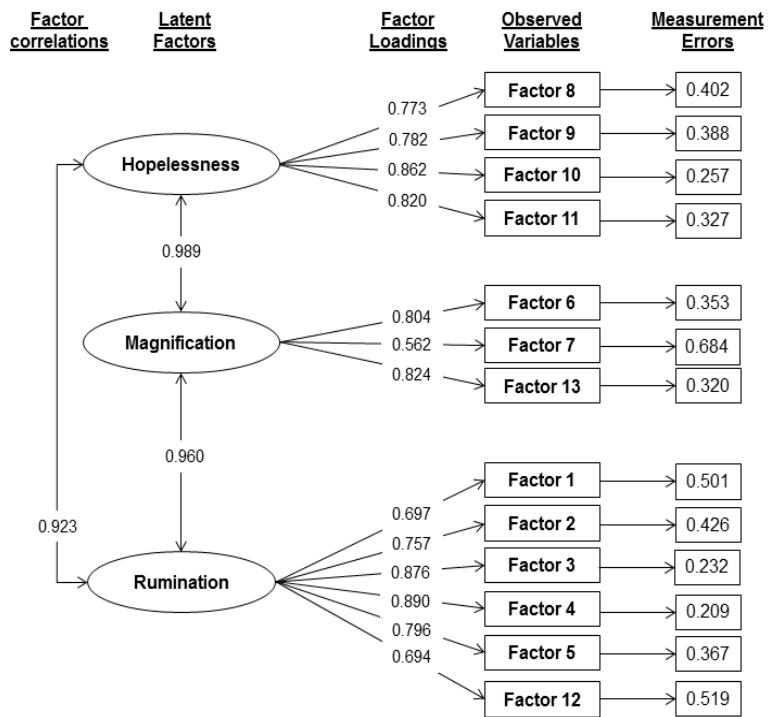 Factor correlations
Latent Factors
Factor Loadings
Observed Variables
Measurement Errors
Hopelessness
0.773
Factor 8
0.402
0.782
Factor 9
0.388
0.862
Factor 10
0.257
0.820
Factor 11
0.327
0.989
Magnification
0.804
Factor 6
0.353
0.562
Factor 7
0.684
0.824
Factor 13
0.320
0.960
0.923
Rumination
0.697
Factor 1
0.501
0.757
Factor 2
0.426
0.876
Factor 3
0.232
0.890
Factor 4
0.209
0.796
Factor 5
0.367
0.694
Factor 12
0.519